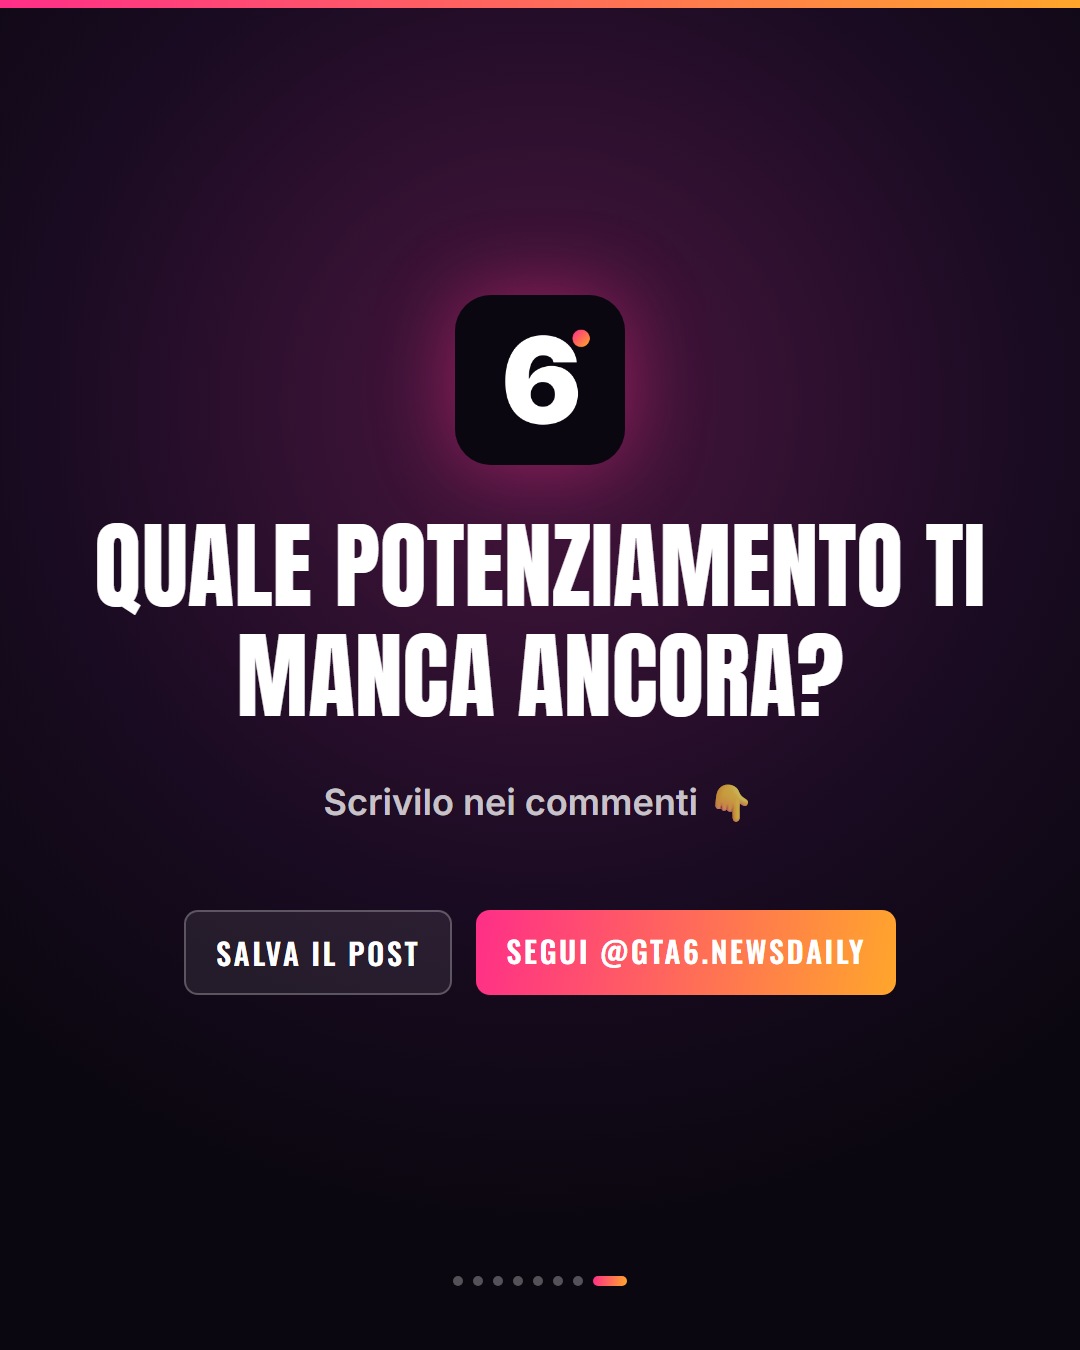 6
QUALE POTENZIAMENTO TI
MANCA ANCORA?
Scrivilo nei commenti 👇
SALVA IL POST
SEGUI @GTA6.NEWSDAILY